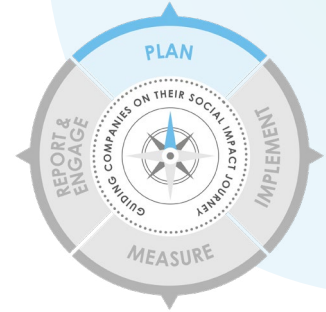 PLAN
GUIDING COMPANIES ON THEIR SOCIAL IMPACT JOURNEY
IMPLEMENT
MEASURE
REPORT &
ENGAGE